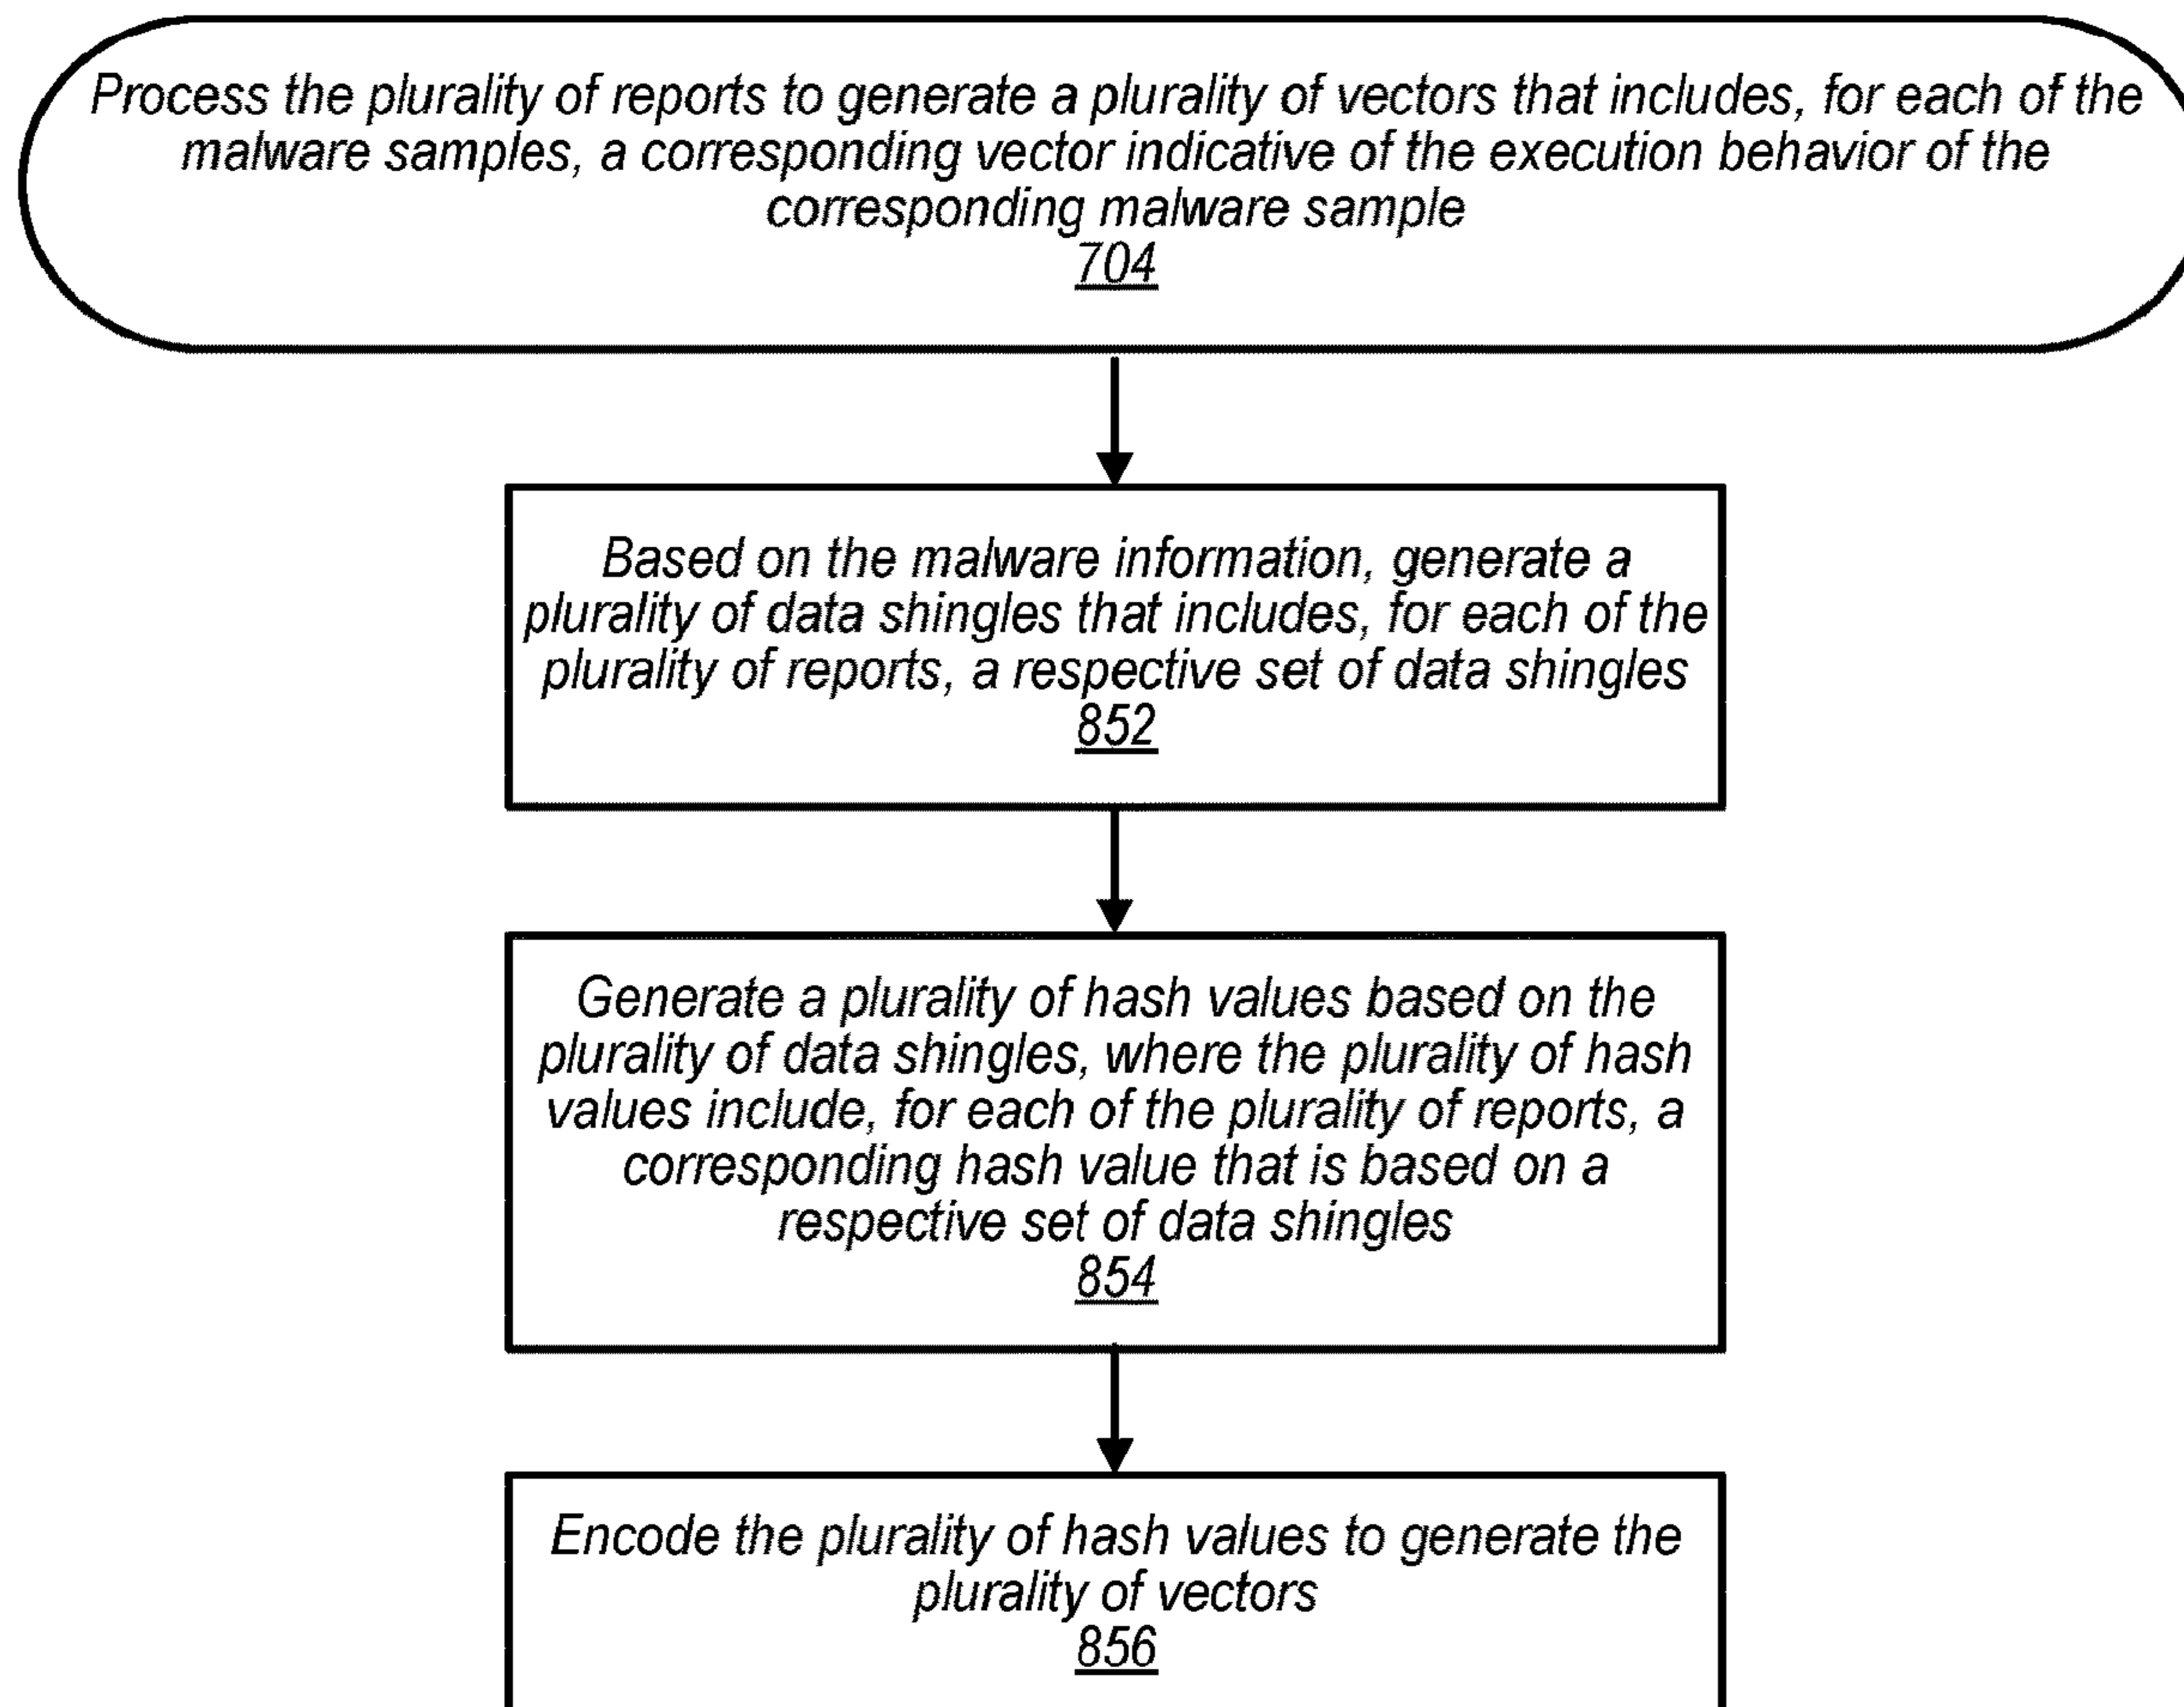 Process the plurality of reports to generate a plurality of vectors that includes, for each of the
malware samples, a corresponding vector indicative of the execution behavior of the
corresponding malware sample
704
Based on the malware information, generate a
plurality of data shingles that includes, for each of the
plurality of reports, a respective set of data shingles
852
Generate a plurality of hash values based on the
plurality of data shingles, where the plurality of hash
values include, for each of the plurality of reports, a
corresponding hash value that is based on a
respective set of data shingles
854
Encode the plurality of hash values to generate the
plurality of vectors
856